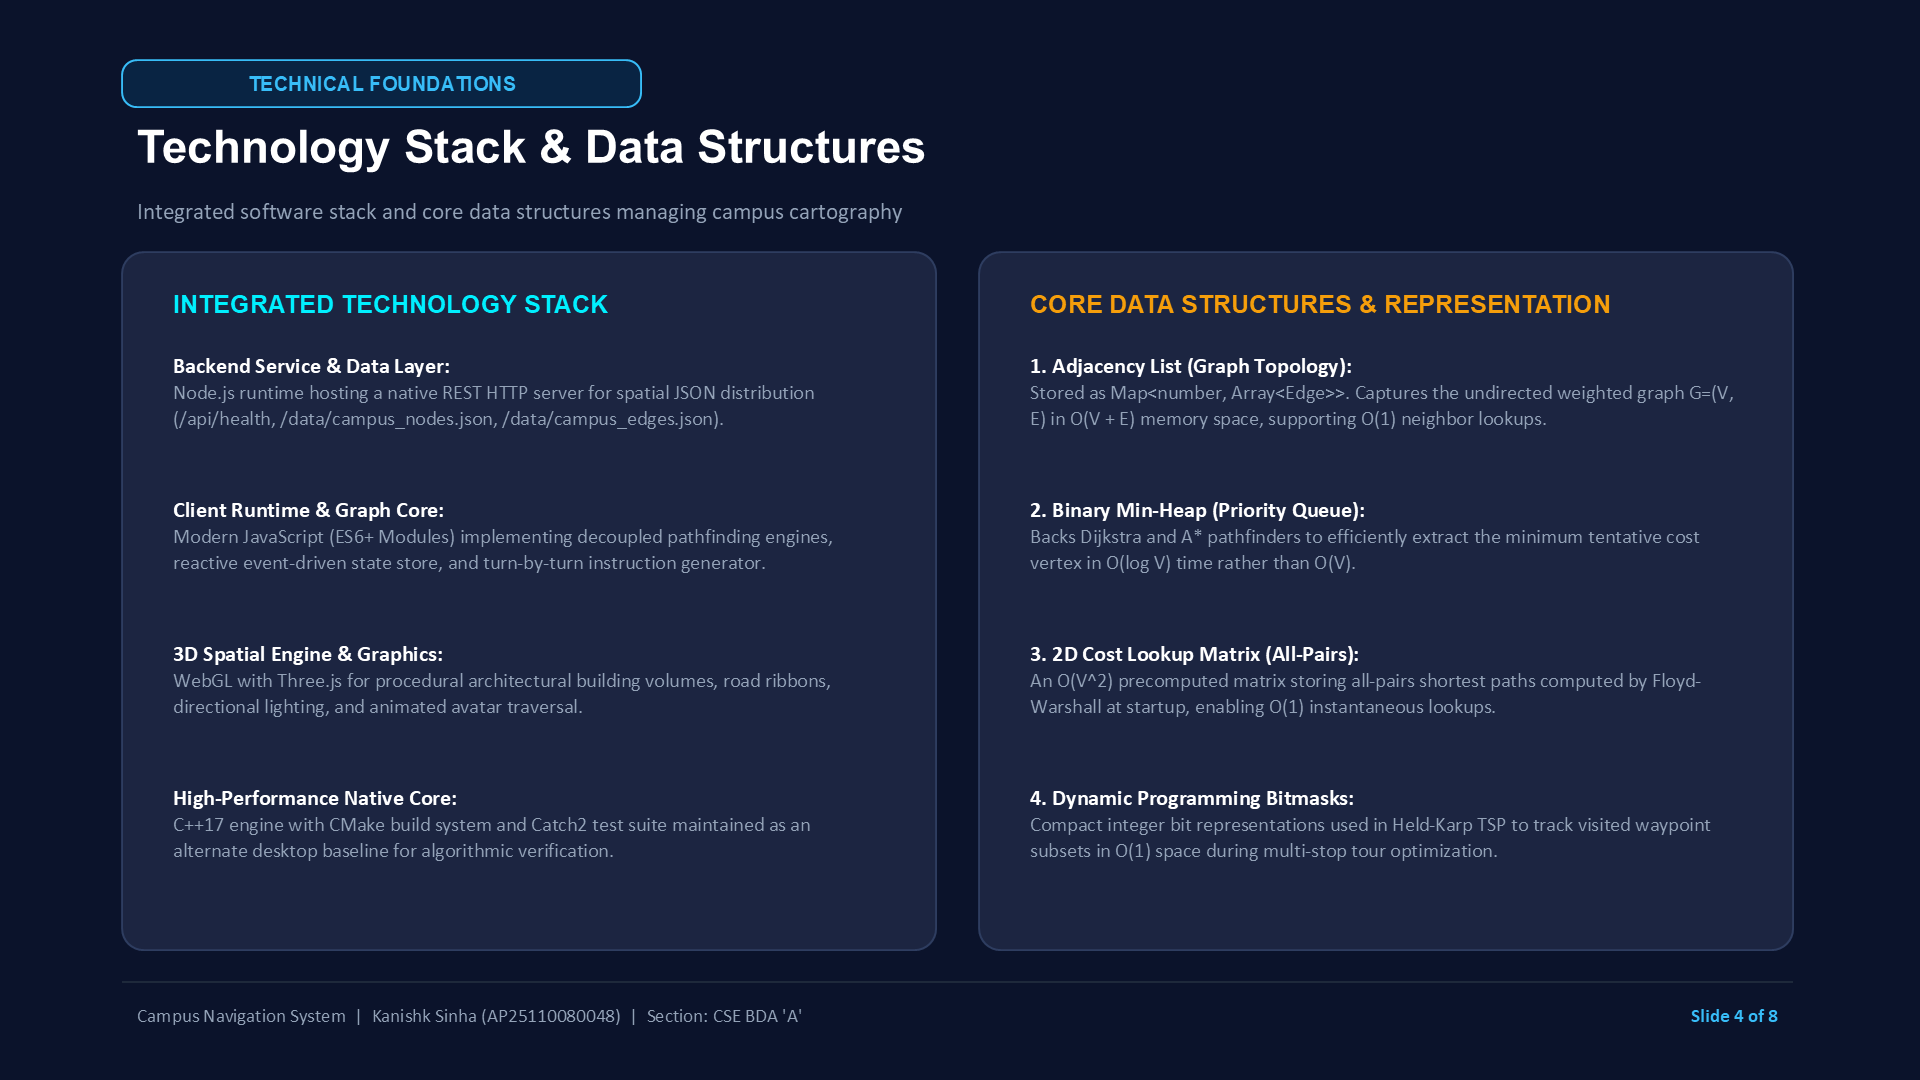 TECHNICAL FOUNDATIONS
Technology Stack & Data Structures
Integrated software stack and core data structures managing campus cartography
INTEGRATED TECHNOLOGY STACK
Backend Service & Data Layer:
Node.js runtime hosting a native REST HTTP server for spatial JSON distribution
(/api/health, /data/campus_nodes.json, /data/campus_edges.json).
Client Runtime & Graph Core:
Modern JavaScript (ES6+ Modules) implementing decoupled pathfinding engines,
reactive event-driven state store, and turn-by-turn instruction generator.
3D Spatial Engine & Graphics:
WebGL with Three.js for procedural architectural building volumes, road ribbons,
directional lighting, and animated avatar traversal.
High-Performance Native Core:
C++17 engine with CMake build system and Catch2 test suite maintained as an
alternate desktop baseline for algorithmic verification.
CORE DATA STRUCTURES & REPRESENTATION
1. Adjacency List (Graph Topology):
Stored as Map<number, Array<Edge>>. Captures the undirected weighted graph G=(V,
E) in O(V + E) memory space, supporting O(1) neighbor lookups.
2. Binary Min-Heap (Priority Queue):
Backs Dijkstra and A* pathfinders to efficiently extract the minimum tentative cost
vertex in O(log V) time rather than O(V).
3. 2D Cost Lookup Matrix (All-Pairs):
An O(V^2) precomputed matrix storing all-pairs shortest paths computed by Floyd-
Warshall at startup, enabling O(1) instantaneous lookups.
4. Dynamic Programming Bitmasks:
Compact integer bit representations used in Held-Karp TSP to track visited waypoint
subsets in O(1) space during multi-stop tour optimization.
Campus Navigation System | Kanishk Sinha (AP25110080048) | Section: CSE BDA 'A'
Slide 4 of 8